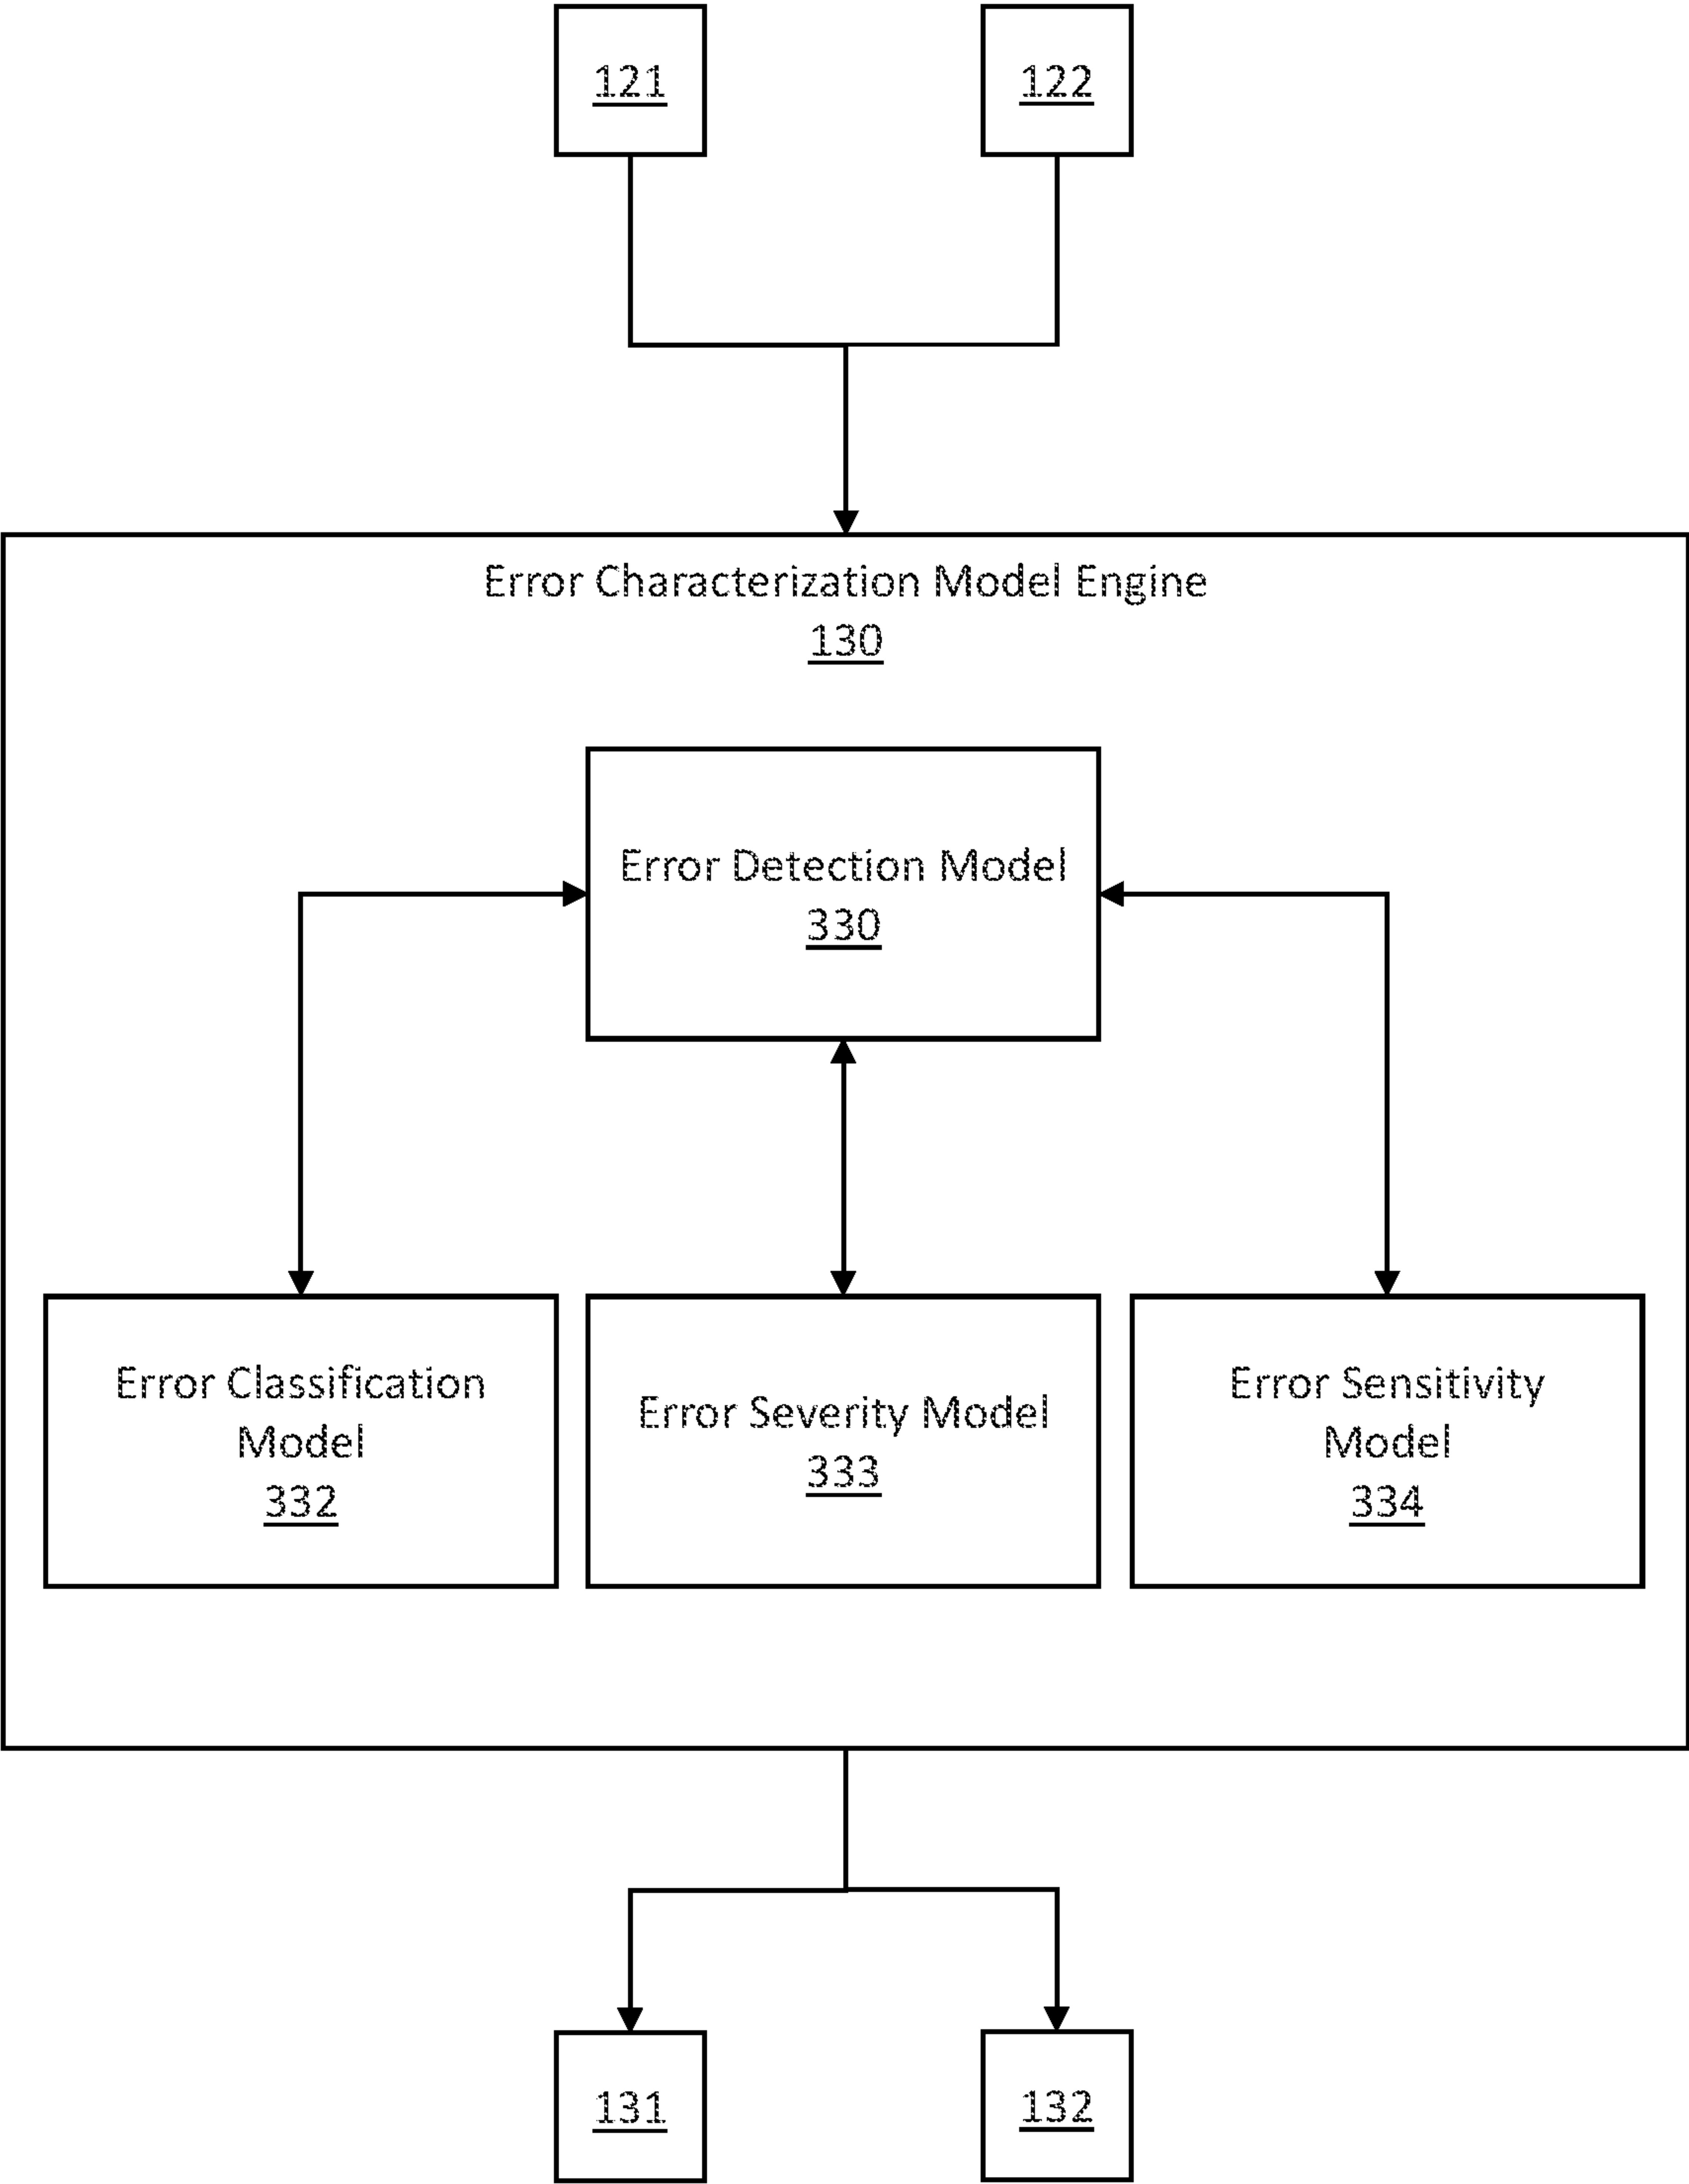 121
122
Error Characterization Model Engine
130
Error Detection Model
330
Error Classification
Model
332
Error Severity Model
333
Error Sensitivity
Model
334
131
132